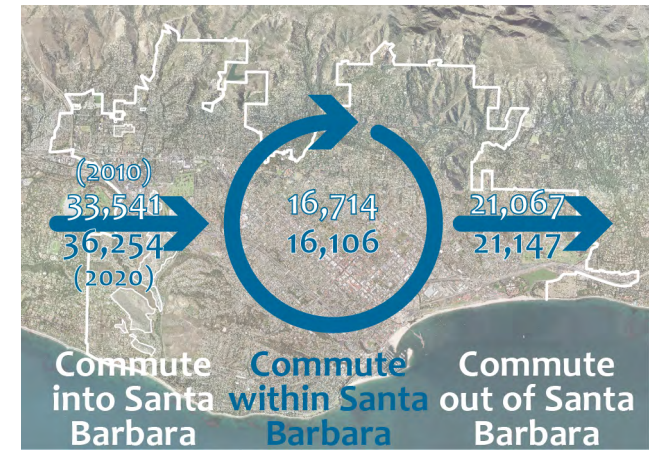 (2010)
33,541
36,254
(2020)
16,714
16,106
21,067
21,147
Commute
into Santa
Barbara
Commute
within Santa
Barbara
Commute
out of Santa
Barbara